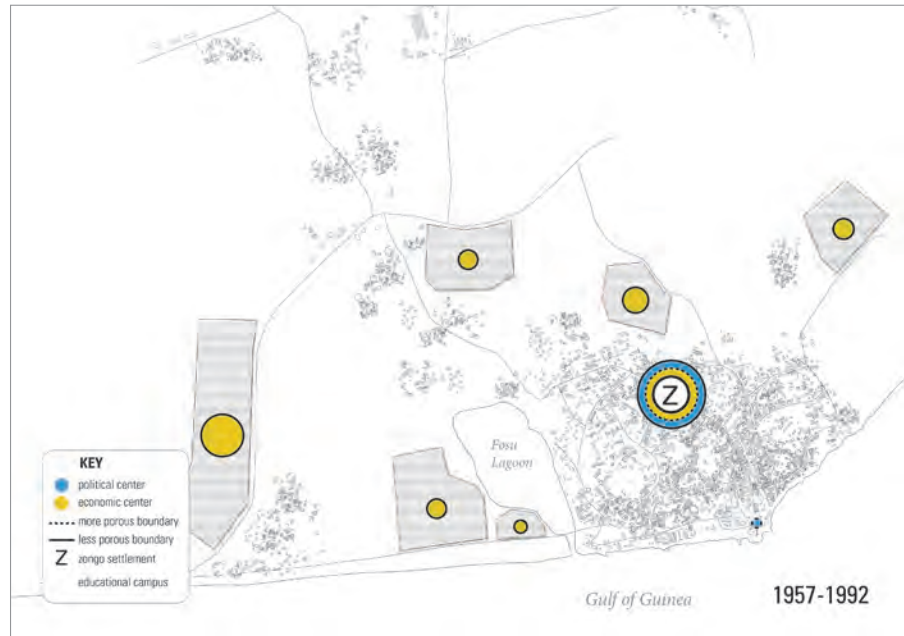 Fosu
Lagoon
Z
KEY
political center
economic center
more porous boundary
less porous boundary
Z zongo settlement
educational campus
Gulf of Guinea
1957-1992